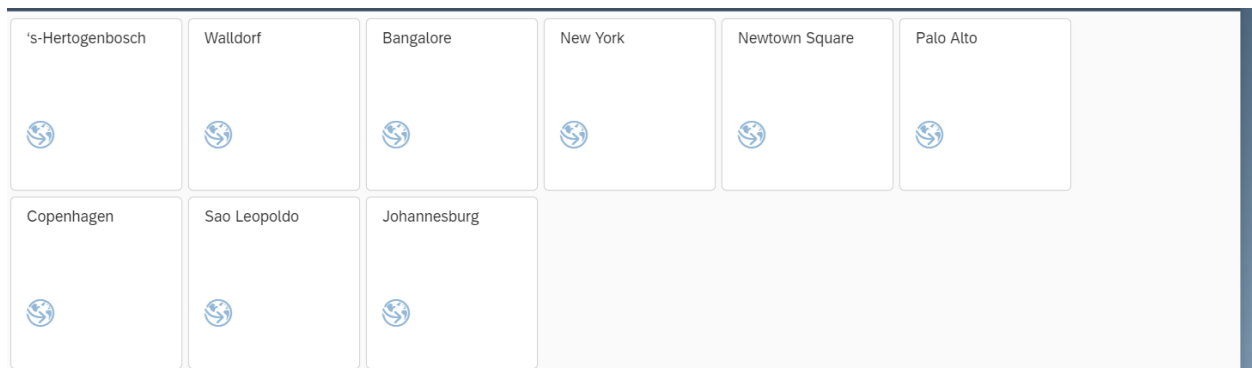 ‘s-Hertogenbosch
Walldorf
Bangalore
New York
Newtown Square
Palo Alto
Copenhagen
Sao Leopoldo
Johannesburg